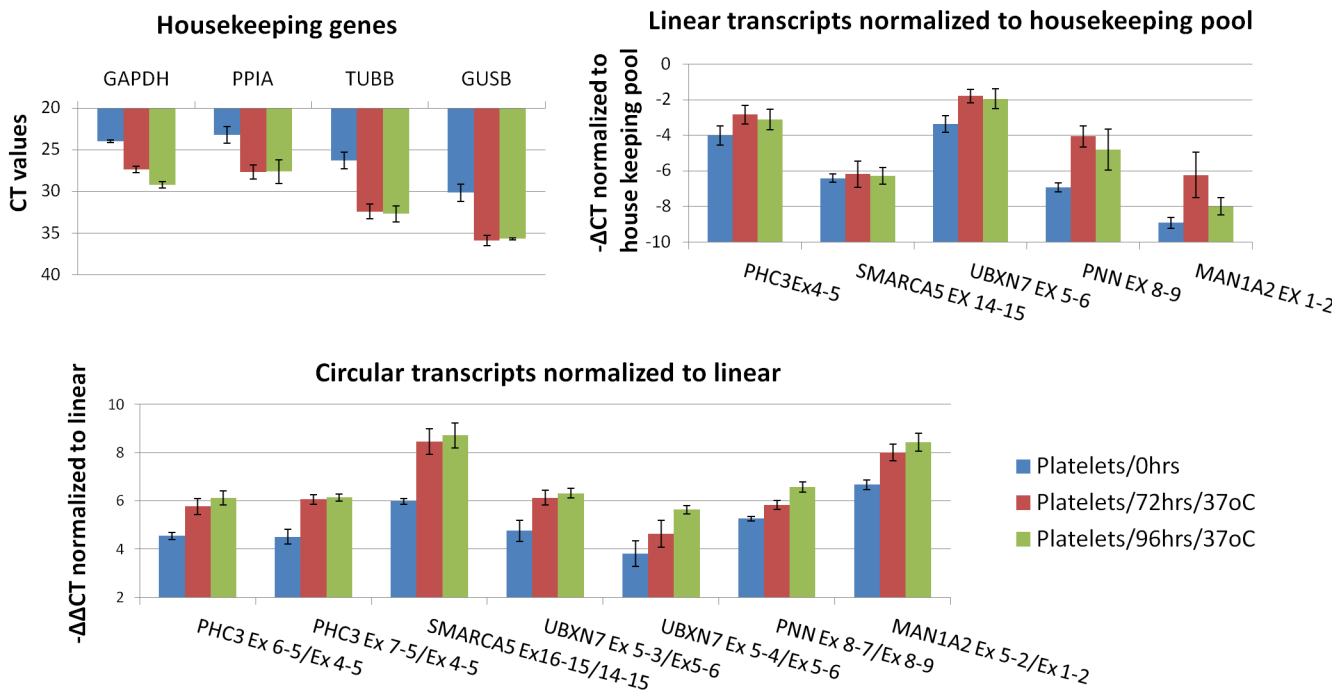 Housekeeping genes
GAPDH PPIA TUBB GUSB
CT values
20
25
30
35
40
Linear transcripts normalized to housekeeping pool
-ΔCT normalized to
house keeping pool
0
-2
-4
-6
-8
-10
PHC3Ex4-5
SMARCA5 EX 14-15
UBXN7 EX 5-6
PNN EX 8-9
MAN1A2 EX 1-2
Circular transcripts normalized to linear
-ΔΔCT normalized to linear
10
8
6
4
2
PHC3 Ex 6-5/Ex 4-5
PHC3 Ex 7-5/Ex 4-5
SMARCA5 Ex16-15/14-15
UBXN7 Ex 5-3/Ex5-6
UBXN7 Ex 5-4/Ex 5-6
PNN Ex 8-7/Ex 8-9
MAN1A2 Ex 5-2/Ex 1-2
Platelets/0hrs
Platelets/72hrs/37oC
Platelets/96hrs/37oC